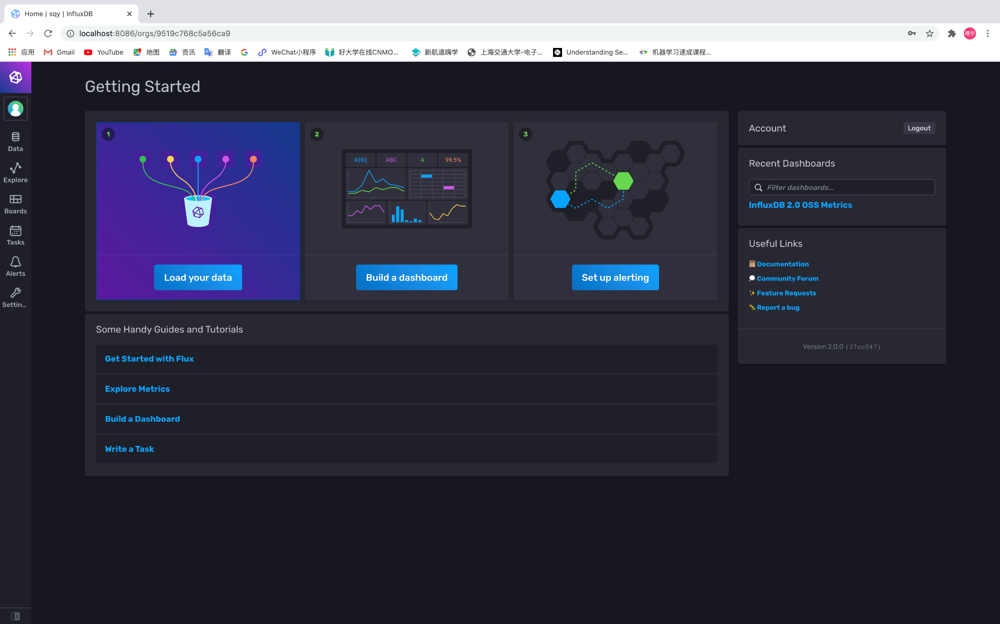 Home | sqy | InfluxDB
localhost:8086/orgs/9519c768c5a56ca9
晴宇
应用
Gmail
YouTube
地图
资讯
翻译
WeChat小程序
好大学在线CNMO...
新航道嗨学
上海交通大学-电子...
Understanding Se...
机器学习速成课程...
Data
Explore
Boards
Tasks
Alerts
Settin...
Getting Started
1
Load your data
2
4392
ABC
4
99.5%
Build a dashboard
3
Set up alerting
Some Handy Guides and Tutorials
Get Started with Flux
Explore Metrics
Build a Dashboard
Write a Task
Account
Logout
Recent Dashboards
Filter dashboards...
InfluxDB 2.0 OSS Metrics
Useful Links
Documentation
Community Forum
Feature Requests
Report a bug
Version 2.0.0 (37cc047)